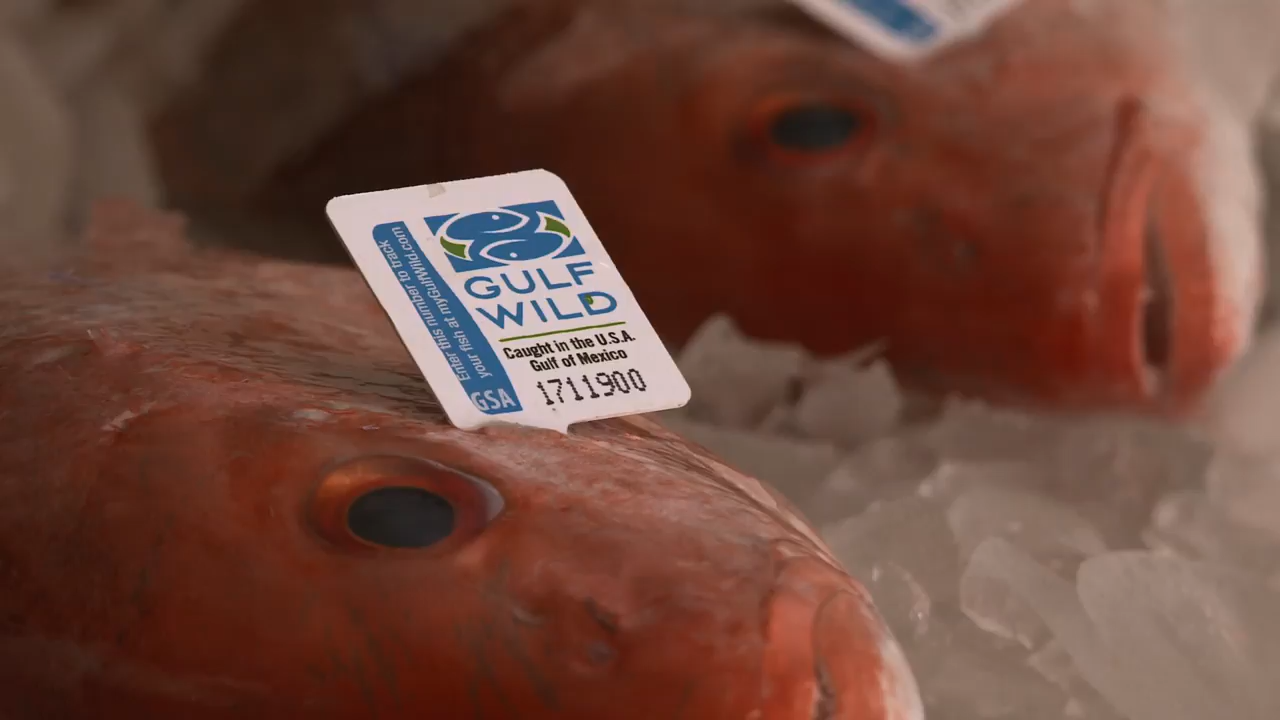 GULF
WILD
Caught in the U.S.A.
Gulf of Mexico
1711900
Enter this number to track
your fish at myGulfWild.com
GSA